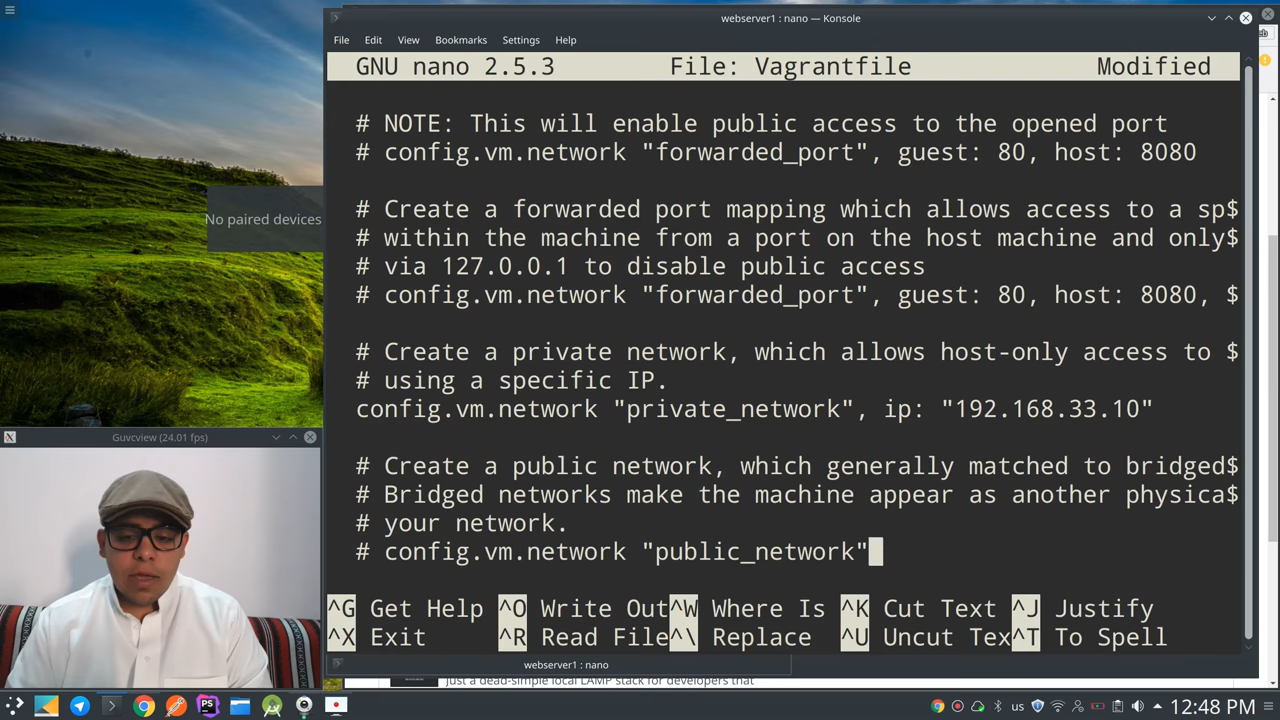 webserver1 : nano — Konsole
File Edit View Bookmarks Settings Help
GNU nano 2.5.3 File: Vagrantfile Modified
# NOTE: This will enable public access to the opened port
# config.vm.network "forwarded_port", guest: 80, host: 8080
# Create a forwarded port mapping which allows access to a sp$
# within the machine from a port on the host machine and only$
# via 127.0.0.1 to disable public access
# config.vm.network "forwarded_port", guest: 80, host: 8080, $
# Create a private network, which allows host-only access to $
# using a specific IP.
config.vm.network "private_network", ip: "192.168.33.10"
# Create a public network, which generally matched to bridged$
# Bridged networks make the machine appear as another physica$
# your network.
# config.vm.network "public_network"
^G Get Help ^O Write Out ^W Where Is ^K Cut Text ^J Justify
^X Exit ^R Read File ^\ Replace ^U Uncut Tex ^T To Spell
webserver1 : nano
No paired devices
Guvcview (24.01 fps)
just a dead-simple local LAMP stack for developers that
PS
us
12:48 PM